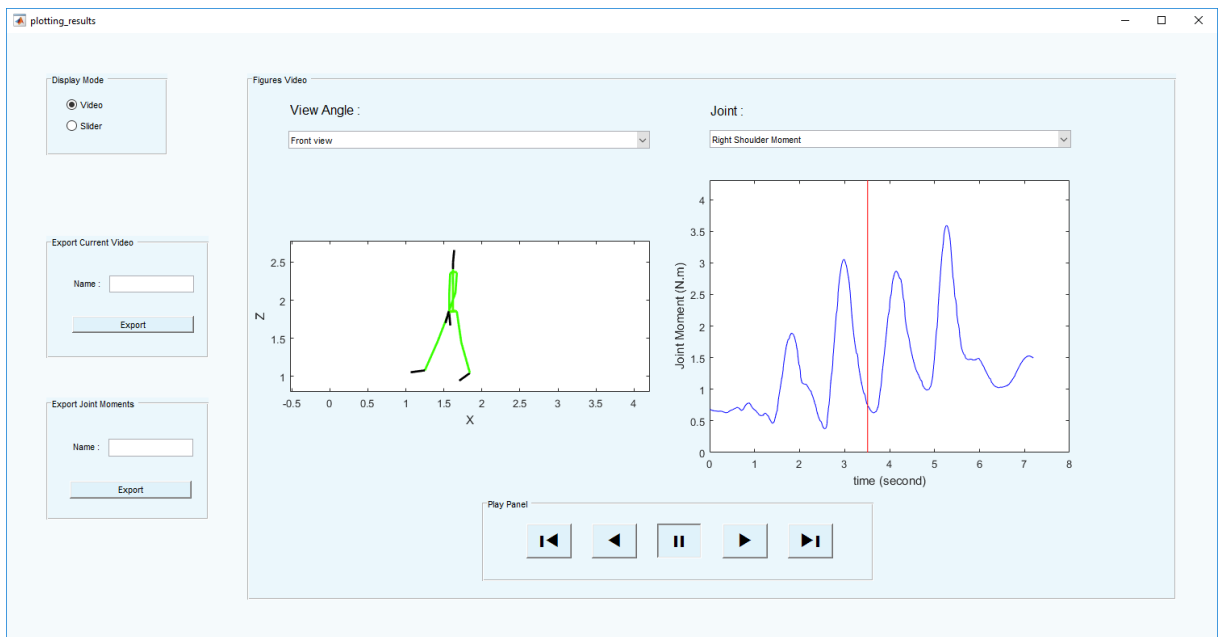 plotting_results
Display Mode
Video
Slider
Export Current Video
Name :
Export
Export Joint Moments
Name :
Export
Figures Video
View Angle :
Front view
Z
2.5
2
1.5
1
-0.5 0 0.5 1 1.5 2 2.5 3 3.5 4
X
Joint :
Right Shoulder Moment
Joint Moment (N.m)
4
3.5
3
2.5
2
1.5
1
0.5
0
0 1 2 3 4 5 6 7 8
time (second)
Play Panel